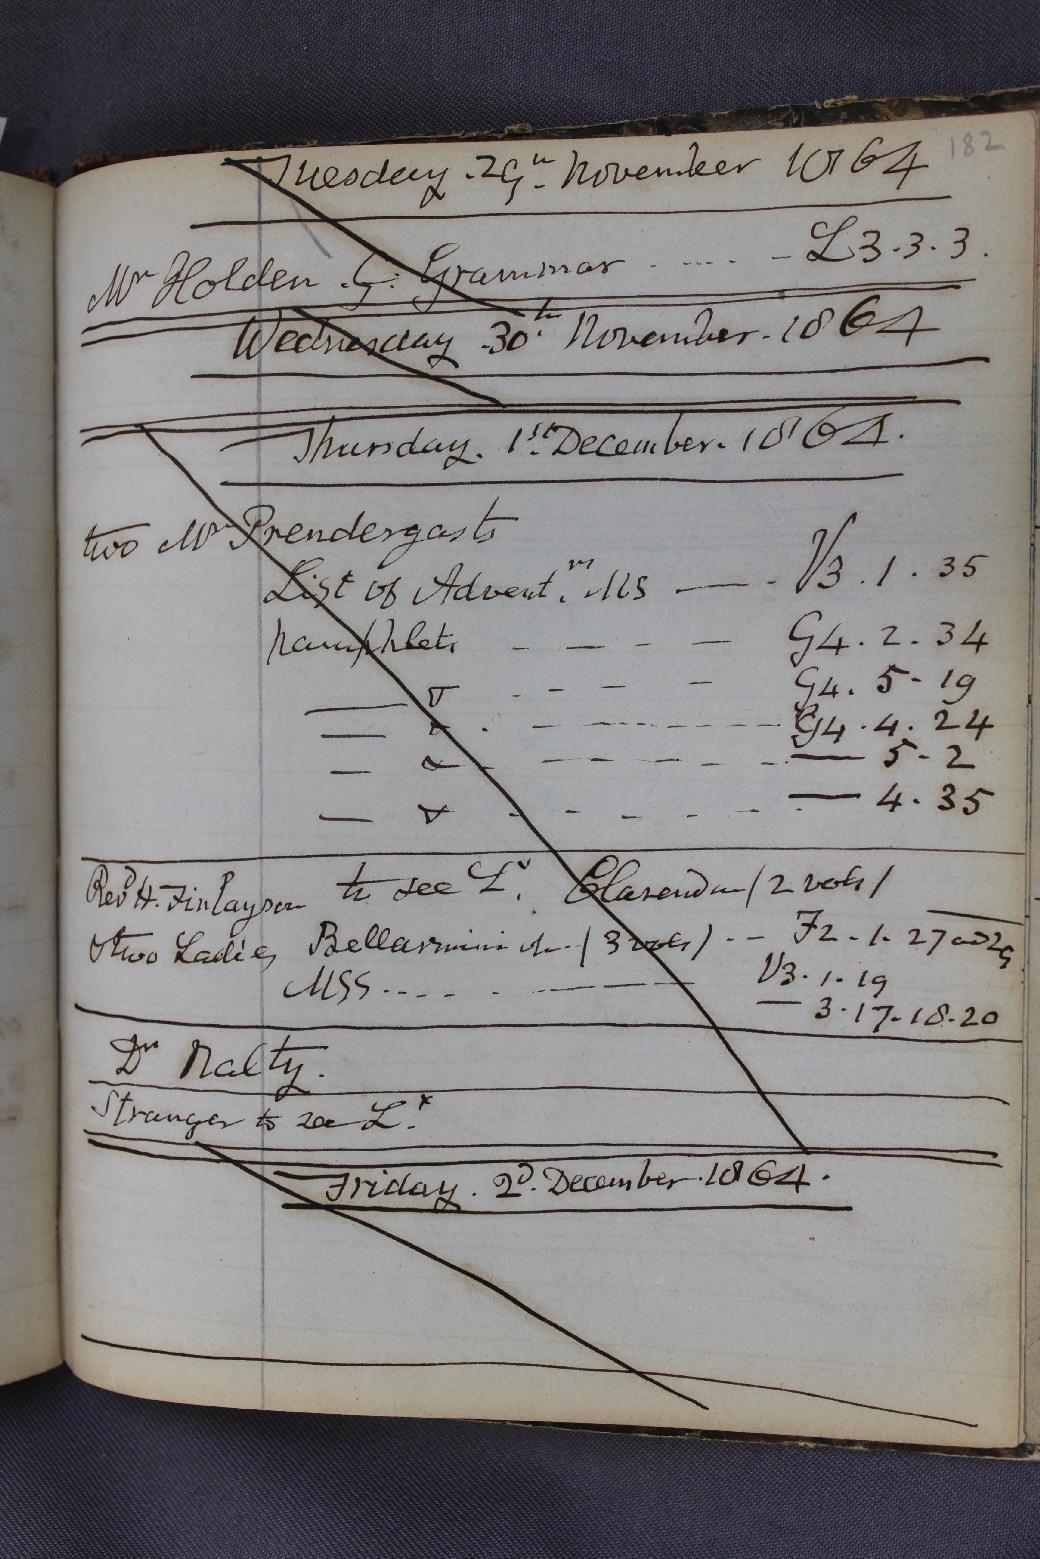 182
Tuesday. 29th November 1864
Mr Holden. G. Grammar ..... - L3.3.3.
Wednesday 30th November. 1864
Thursday. 1st December. 1864.
two Mr Prendergasts
List of Advent.rs MS — - V3.1.35
pamphlets - - - - G4.2.34
— - - - - G4.5-19
— - - - - G4.4.24
— - - - - — 5-2
— - - - - — 4.35
Revd H. Finlayson to see Ly. Clarendon (2 vols)
& two Ladies Bellarmini (3 vols) -- F2.1.27 and 29
MSS.... — V3.1.19
— 3.17.18.20
Dr Nalty.
Stranger to see Ly.
Friday. 2d. December. 1864.